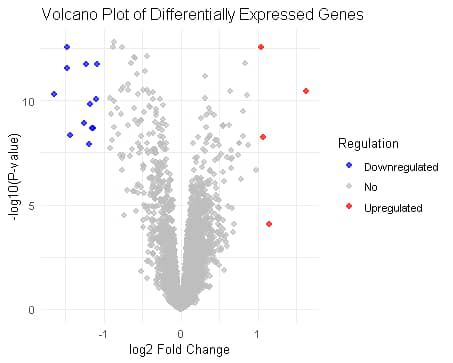 Volcano Plot of Differentially Expressed Genes
-log10(P-value)
10
5
0
-1
0
1
log2 Fold Change
Regulation
Downregulated
No
Upregulated